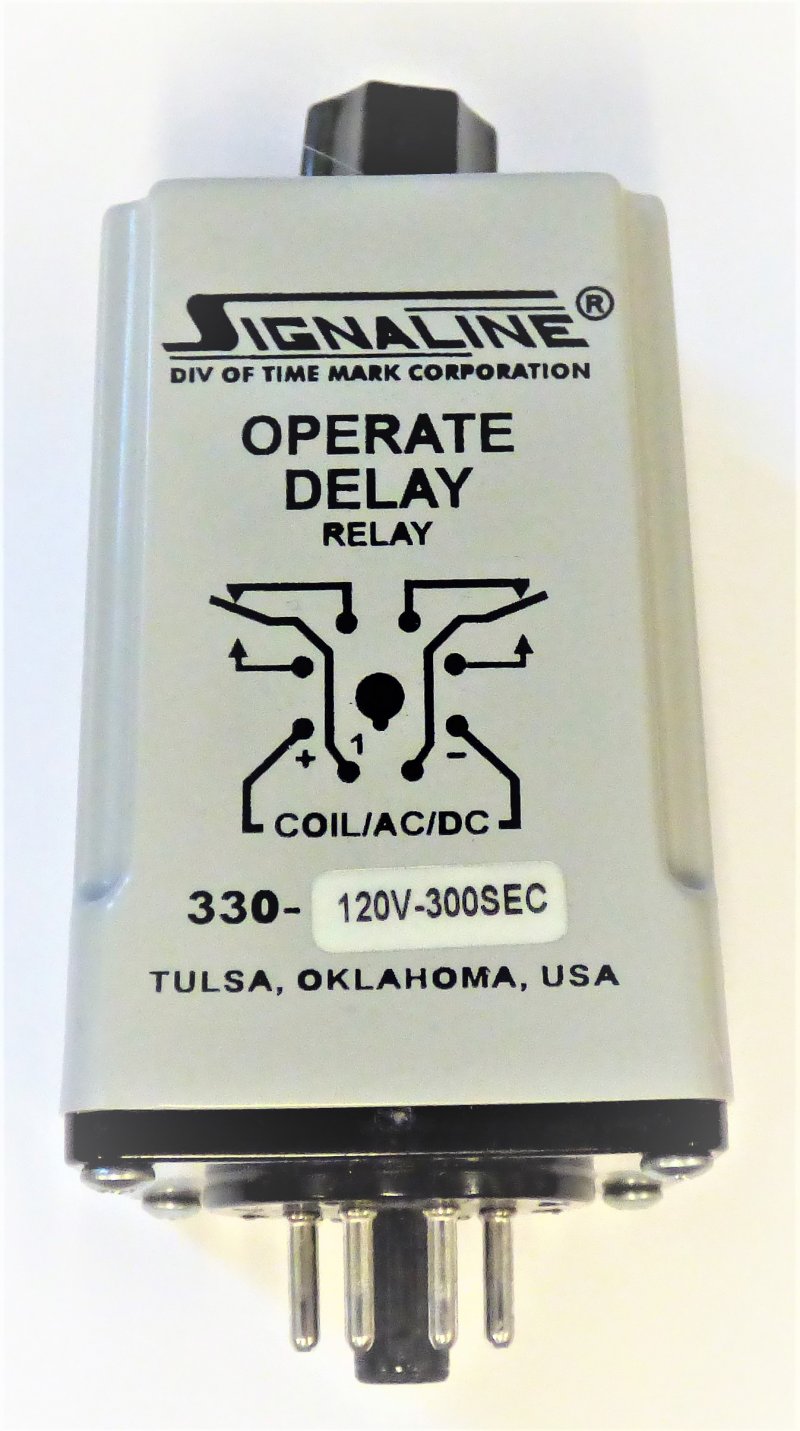 SIGNALINE®
DIV OF TIME MARK CORPORATION
OPERATE
DELAY
RELAY
+ 1 −
COIL/AC/DC
330- 120V-300SEC
TULSA, OKLAHOMA, USA